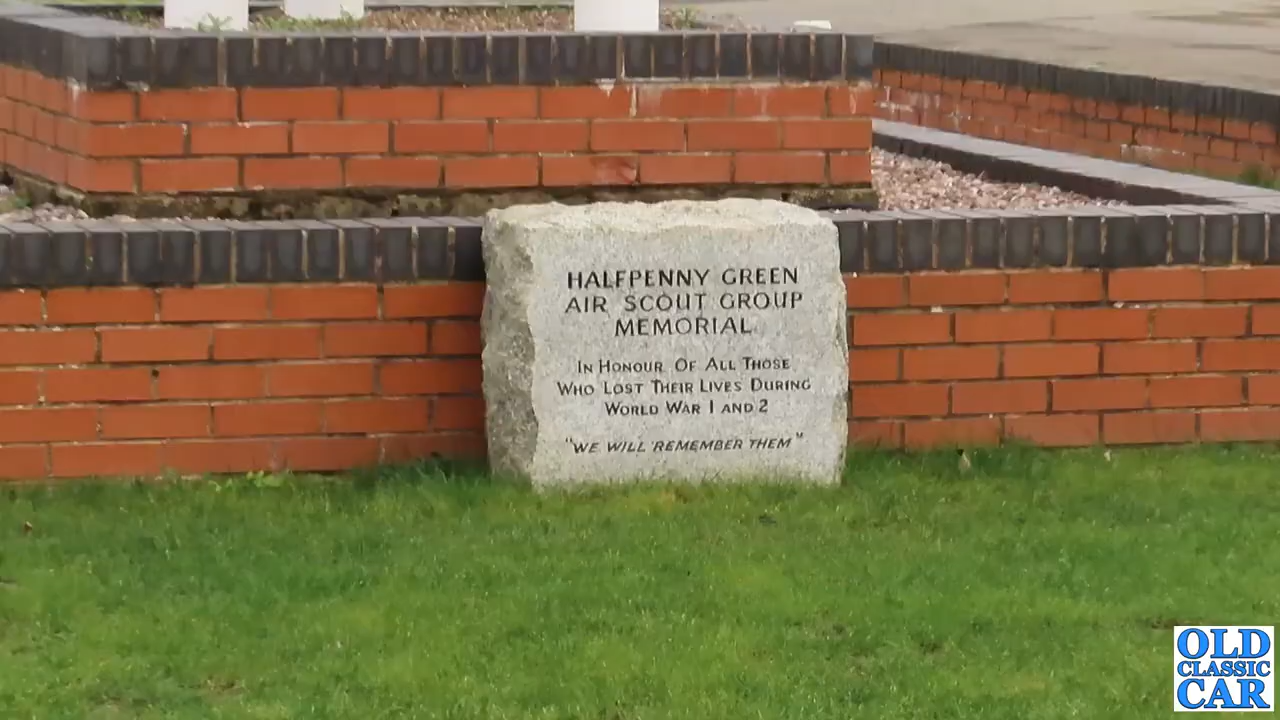 HALFPENNY GREEN
AIR SCOUT GROUP
MEMORIAL
IN HONOUR OF ALL THOSE
WHO LOST THEIR LIVES DURING
WORLD WAR 1 AND 2
"WE WILL REMEMBER THEM"
OLD
CLASSIC
CAR